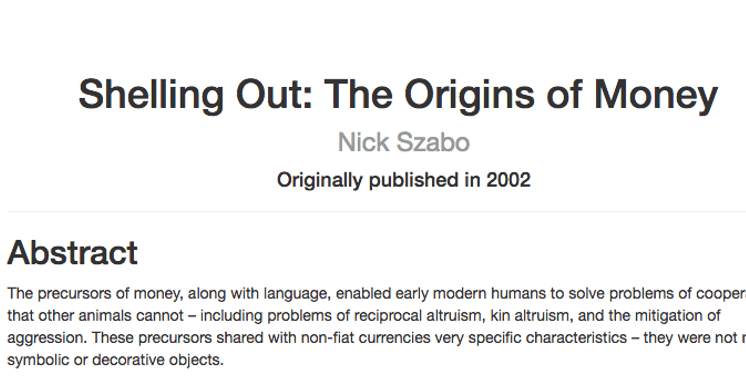 Shelling Out: The Origins of Money
Nick Szabo
Originally published in 2002
Abstract
The precursors of money, along with language, enabled early modern humans to solve problems of
that other animals cannot – including problems of reciprocal altruism, kin altruism, and the mitigation of
aggression. These precursors shared with non-fiat currencies very specific characteristics – they were not
symbolic or decorative objects.